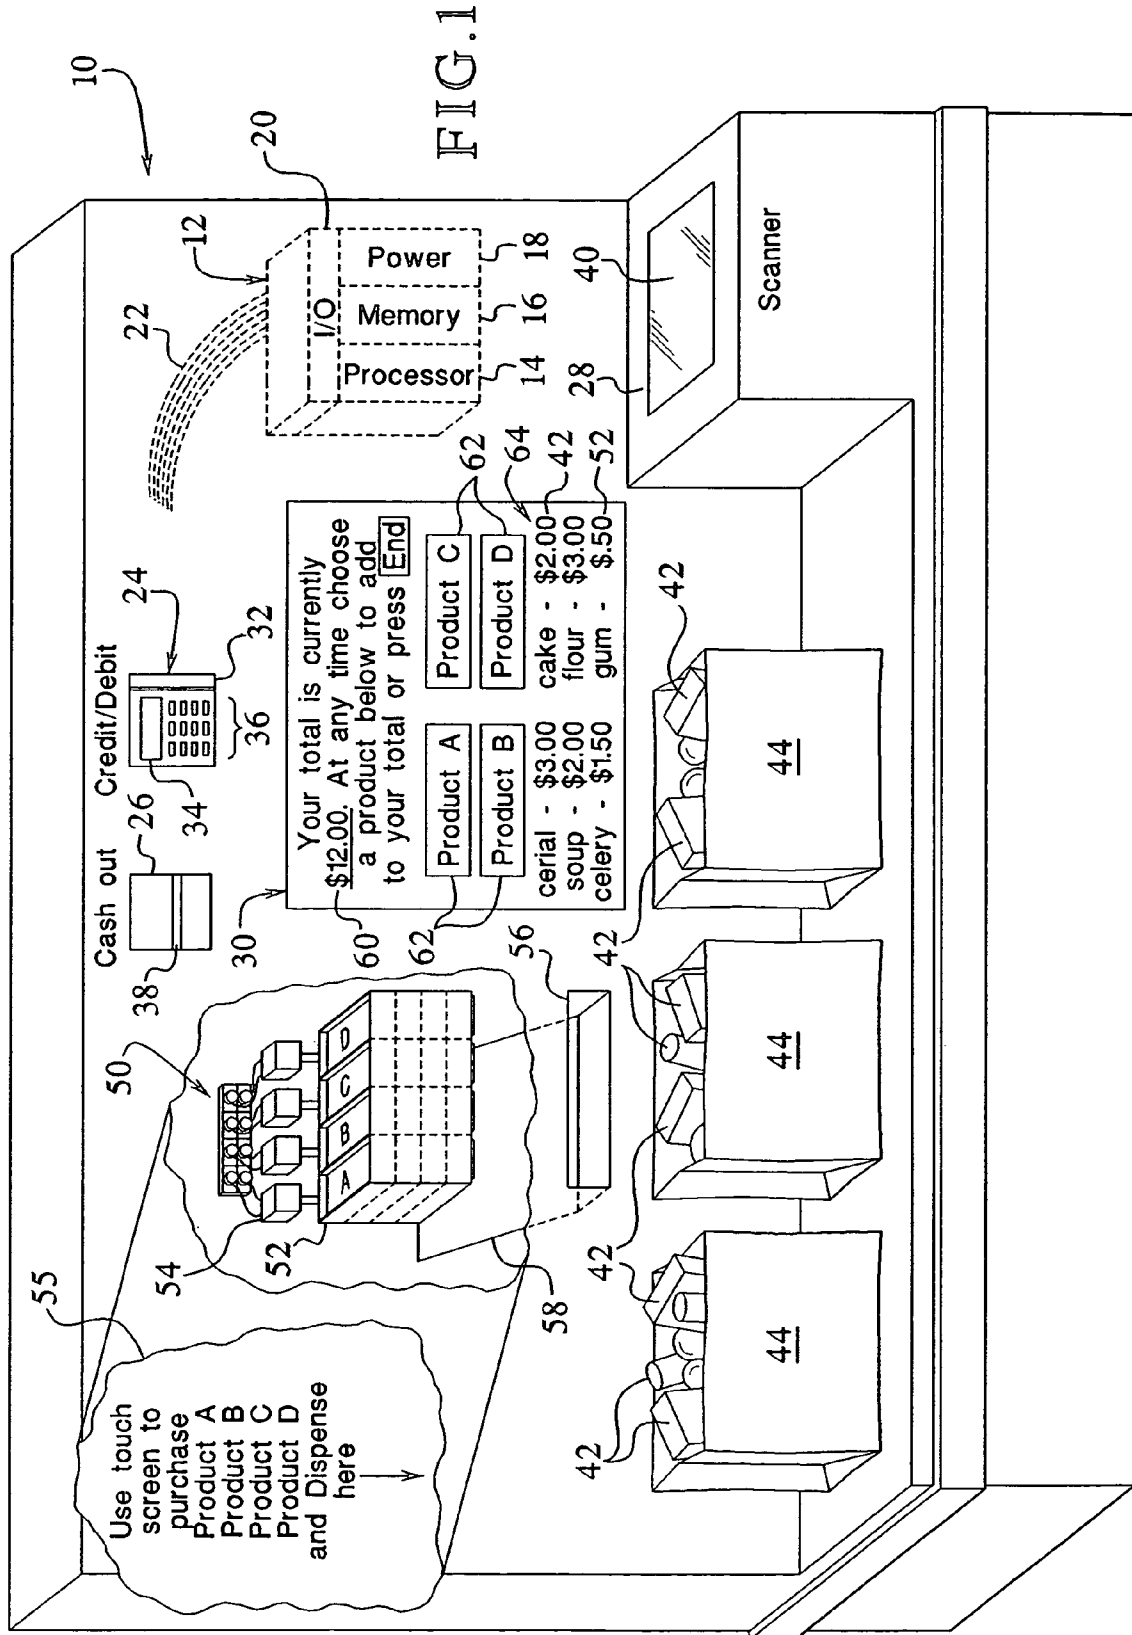 FIG.1
10
Use touch
screen to
purchase
Product A
Product B
Product C
Product D
and Dispense
here
55
50
54
52
A
B
C
D
58
56
Cash out
26
38
Credit/Debit
24
34
36
32
22
12
20
I/O
Processor
Memory
Power
14
16
18
30
Your total is currently
$12.00. At any time choose
a product below to add
to your total or press End
60
Product A
Product C
Product B
Product D
62
62
64
cerial - $3.00
cake - $2.00
42
soup - $2.00
flour - $3.00
celery - $1.50
gum - $.50
52
28
40
Scanner
42
42
42
42
44
44
44